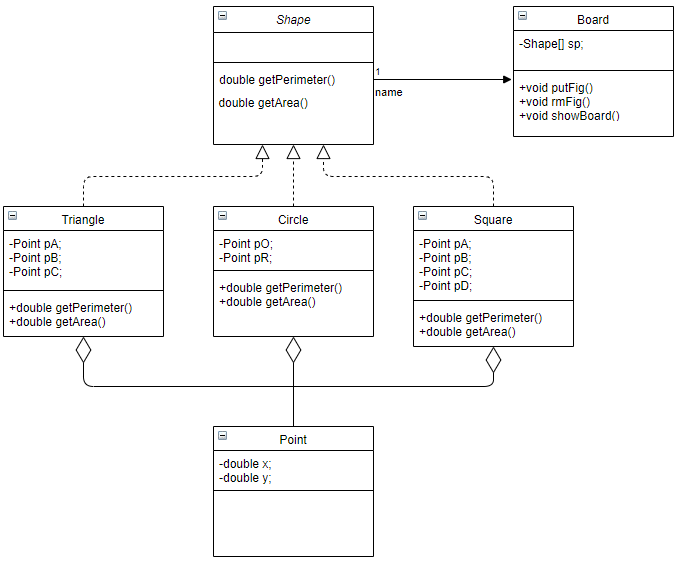 Shape
double getPerimeter()
double getArea()
1
name
Board
-Shape[] sp;
+void putFig()
+void rmFig()
+void showBoard()
Triangle
-Point pA;
-Point pB;
-Point pC;
+double getPerimeter()
+double getArea()
Circle
-Point pO;
-Point pR;
+double getPerimeter()
+double getArea()
Square
-Point pA;
-Point pB;
-Point pC;
-Point pD;
+double getPerimeter()
+double getArea()
Point
-double x;
-double y;